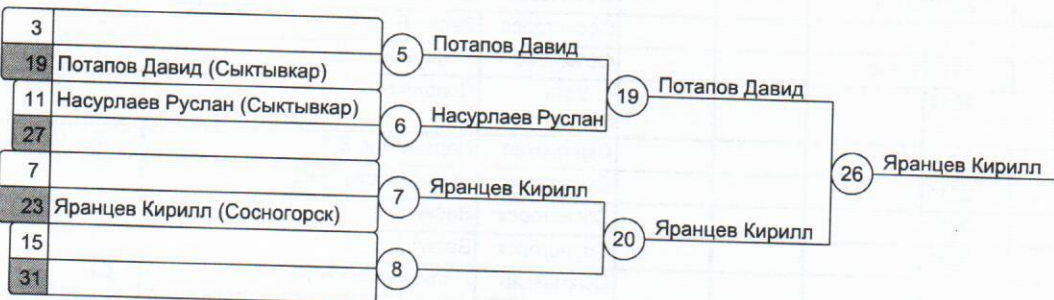 3
19 Потапов Давид (Сыктывкар)
11 Насурлаев Руслан (Сыктывкар)
27
7
23 Яранцев Кирилл (Сосногорск)
15
31
5 Потапов Давид
6 Насурлаев Руслан
7 Яранцев Кирилл
8
19 Потапов Давид
20 Яранцев Кирилл
26 Яранцев Кирилл